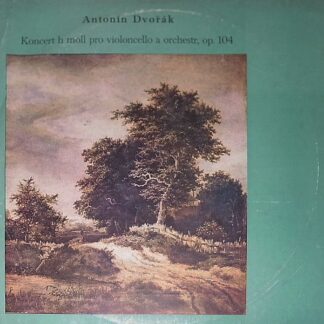 Antonín Dvořák
Koncert h moll pro violoncello a orchestr, op. 104